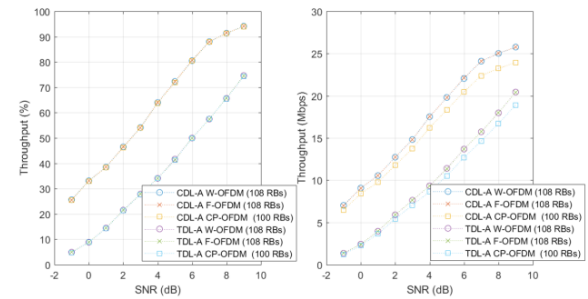 100
90
80
70
60
50
40
30
20
10
0
Throughput (%)
-2 0 2 4 6 8 10
SNR (dB)
CDL-A W-OFDM (108 RBs)
CDL-A F-OFDM (108 RBs)
CDL-A CP-OFDM (100 RBs)
TDL-A W-OFDM (108 RBs)
TDL-A F-OFDM (108 RBs)
TDL-A CP-OFDM (100 RBs)
30
25
20
15
10
5
0
Throughput (Mbps)
-2 0 2 4 6 8 10
SNR (dB)
CDL-A W-OFDM (108 RBs)
CDL-A F-OFDM (108 RBs)
CDL-A CP-OFDM (100 RBs)
TDL-A W-OFDM (108 RBs)
TDL-A F-OFDM (108 RBs)
TDL-A CP-OFDM (100 RBs)